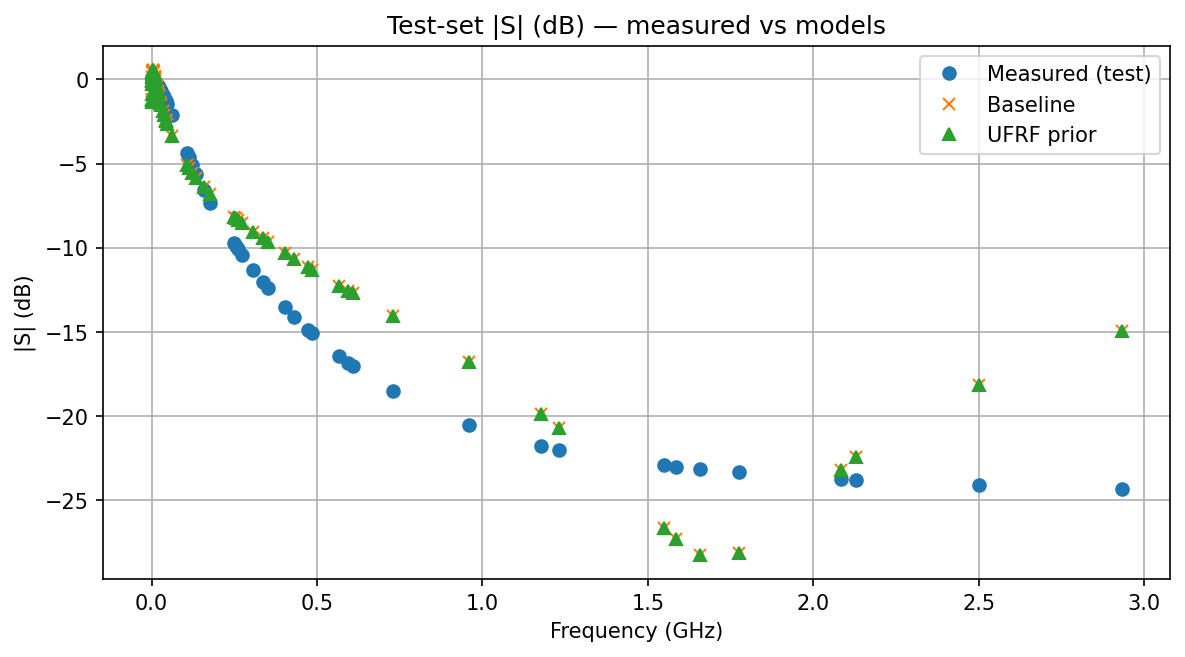 Test-set |S| (dB) — measured vs models
Measured (test)
Baseline
UFRF prior
0
−5
−10
−15
−20
−25
|S| (dB)
0.0 0.5 1.0 1.5 2.0 2.5 3.0
Frequency (GHz)